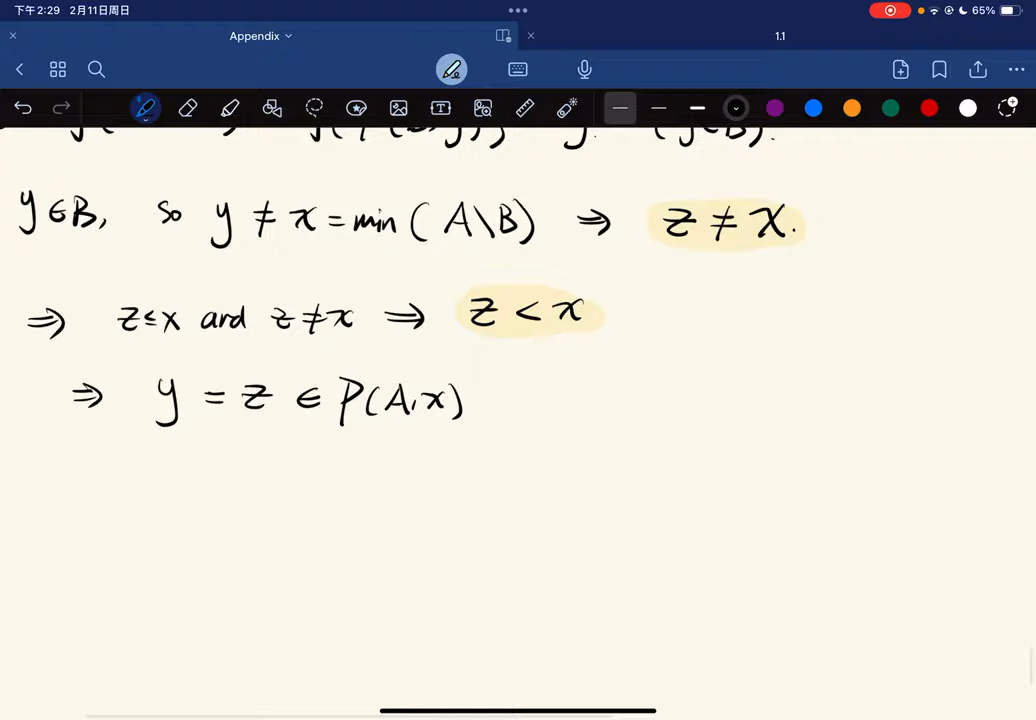 下午2:29 2月11日周日
65%
Appendix
1.1
y ∈ B, so y ≠ x = min ( A \ B) ⇒ z ≠ x.
⇒ z ≤ x and z ≠ x ⇒ z < x
⇒ y = z ∈ P(A, x)